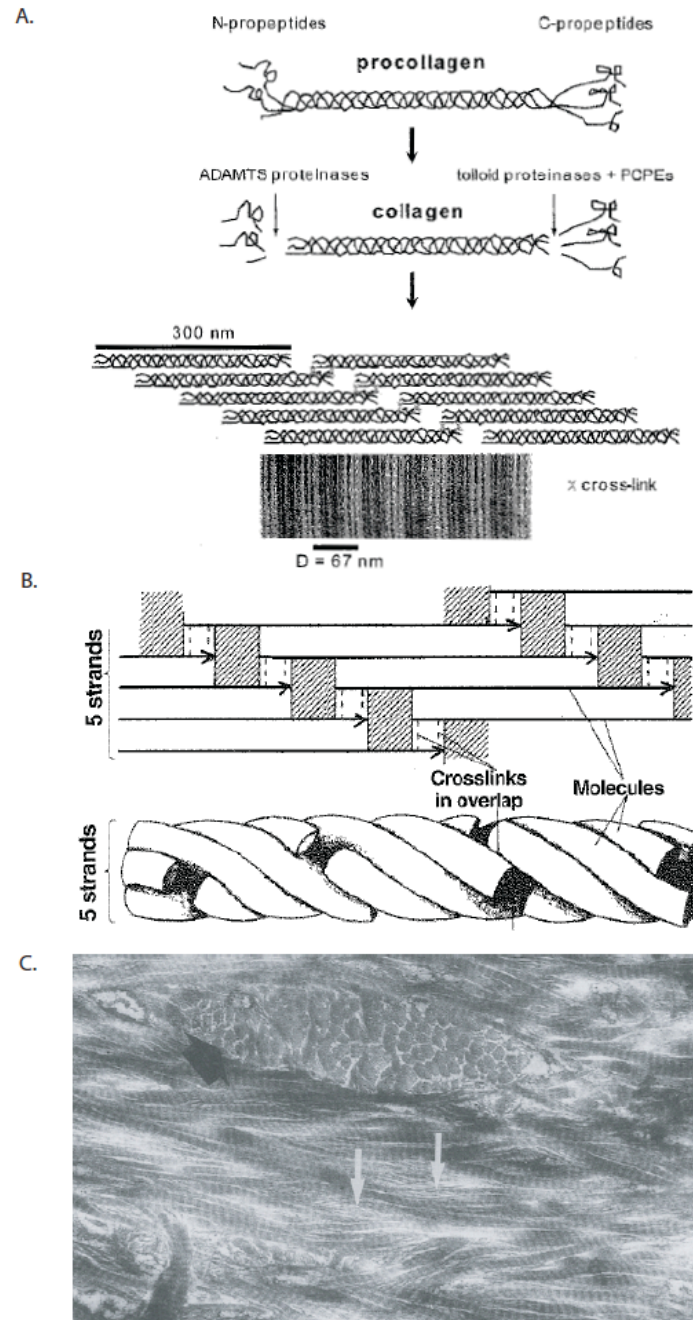 A.
N-propeptides C-propeptides
procollagen
ADAMTS proteinases tolloid proteinases + PCPEs
collagen
300 nm
cross-link
D = 67 nm
B.
5 strands
Crosslinks
in overlap
Molecules
5 strands
C.